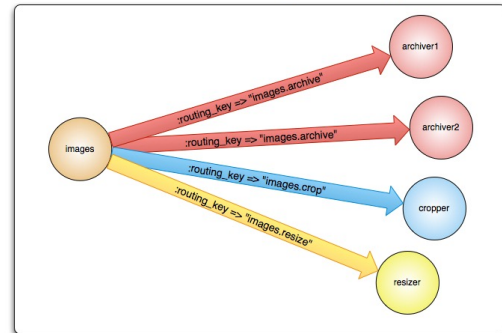 archiver1
:routing_key => "images.archive"
archiver2
:routing_key => "images.archive"
images
:routing_key => "images.crop"
cropper
:routing_key => "images.resize"
resizer